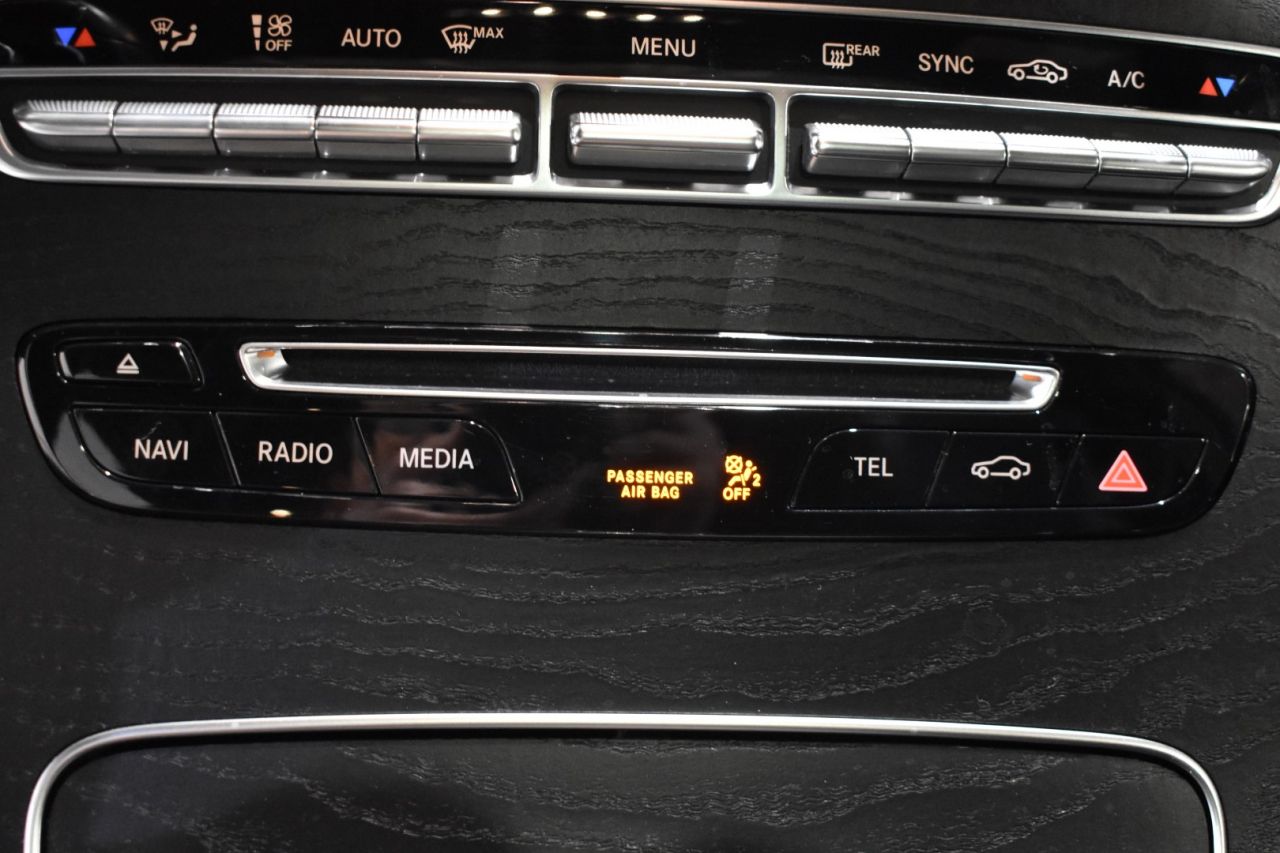 OFF
AUTO
MAX
MENU
REAR
SYNC
A/C
NAVI
RADIO
MEDIA
PASSENGER
AIR BAG
2
OFF
TEL